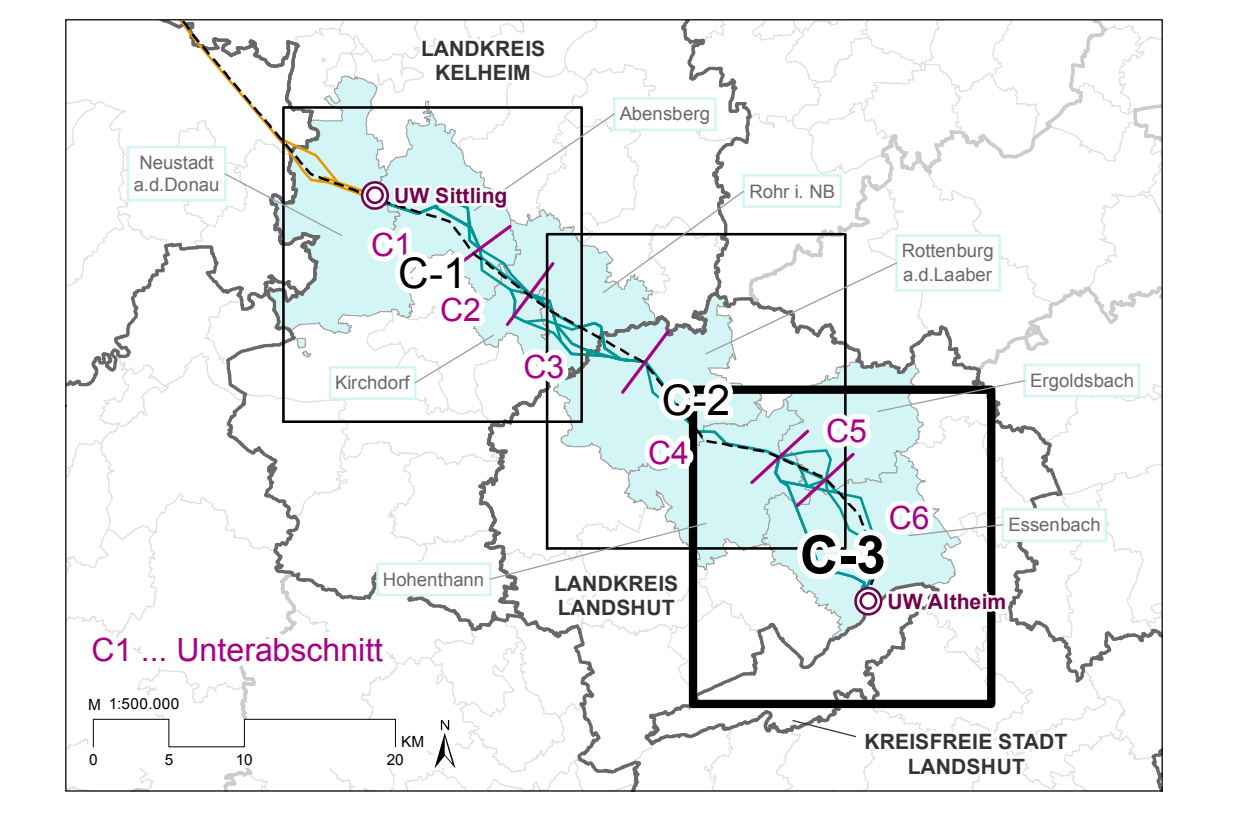 LANDKREIS
KELHEIM
Abensberg
Neustadt
a.d.Donau
UW Sittling
Rohr i. NB
C1
C-1
Rottenburg
a.d.Laaber
C2
C3
Kirchdorf
Ergoldsbach
C-2
C5
C4
C6
Essenbach
C-3
Hohenthann
LANDKREIS
LANDSHUT
UW Altheim
C1 ... Unterabschnitt
M 1:500.000
N
KM
0 5 10 20
KREISFREIE STADT
LANDSHUT